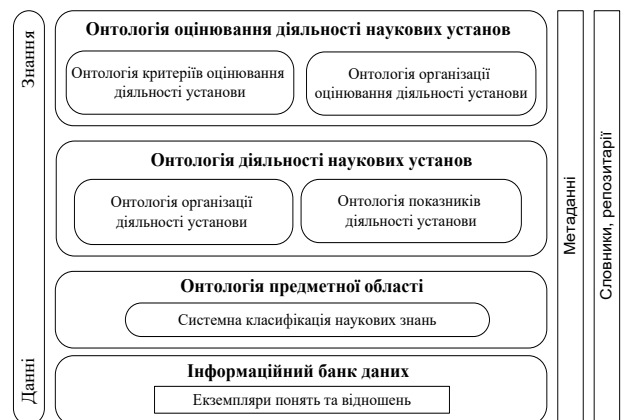 Знання
Онтологія оцінювання діяльності наукових установ
Онтологія критеріїв оцінювання
діяльності установи
Онтологія організації
оцінювання діяльності установи
Онтологія діяльності наукових установ
Онтологія організації
діяльності установи
Онтологія показників
діяльності установи
Онтологія предметної області
Системна класифікація наукових знань
Данні
Інформаційний банк даних
Екземпляри понять та відношень
Метаданні
Словники, репозитарії